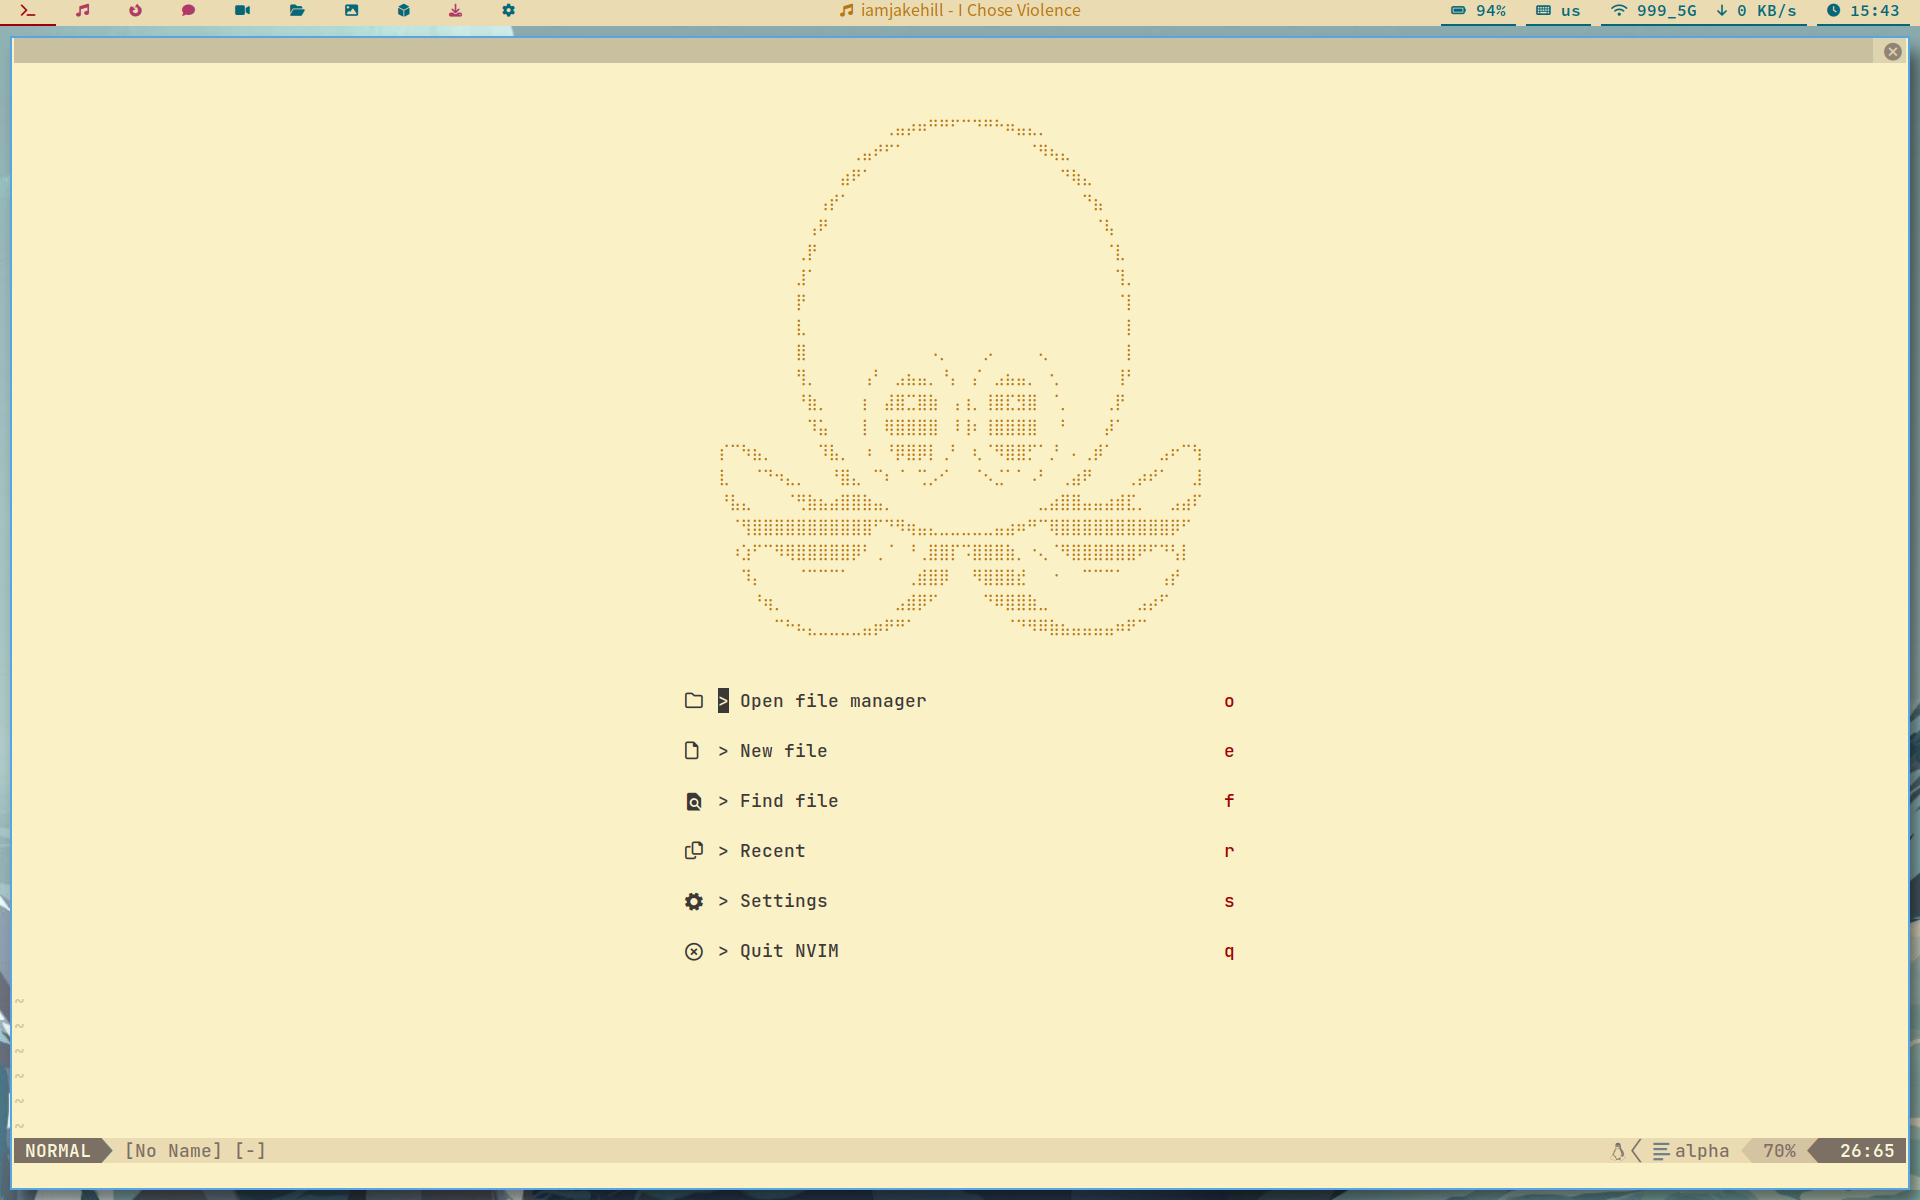 iamjakehill - I Chose Violence
94%
us
999_5G
0 KB/s
15:43
> Open file manager o
> New file e
> Find file f
> Recent r
> Settings s
> Quit NVIM q
~
~
~
~
~
~
NORMAL [No Name] [-] alpha 70% 26:65